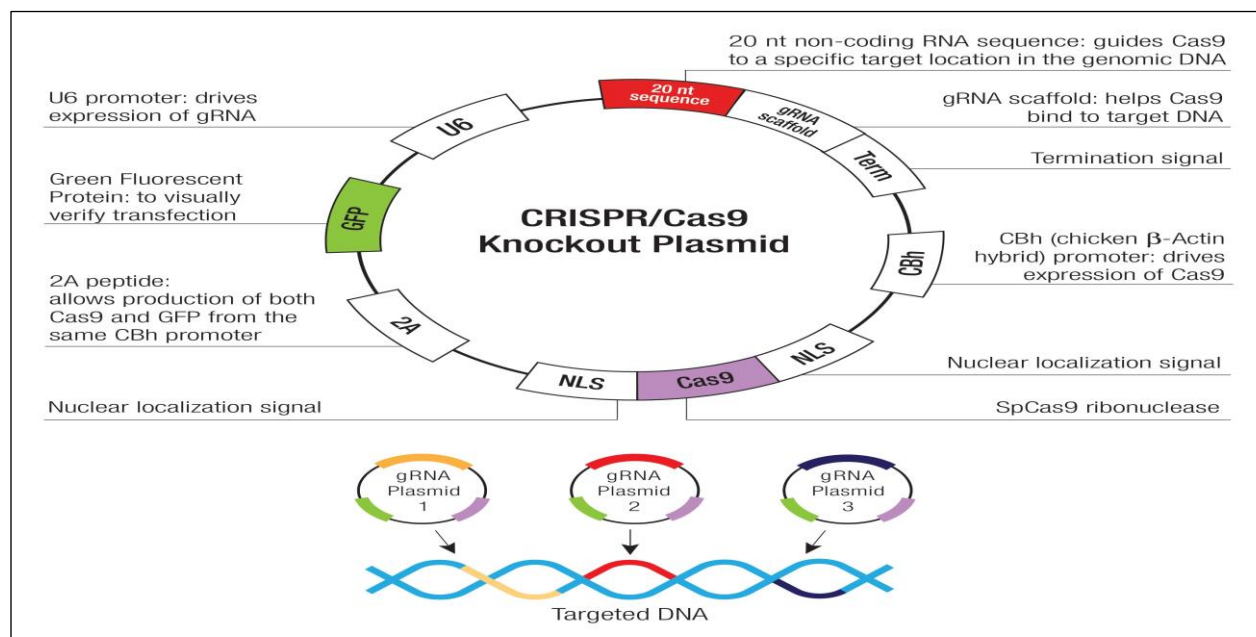 20 nt non-coding RNA sequence: guides Cas9
to a specific target location in the genomic DNA
U6 promoter: drives
expression of gRNA
gRNA scaffold: helps Cas9
bind to target DNA
Termination signal
Green Fluorescent
Protein: to visually
verify transfection
CBh (chicken β-Actin
hybrid) promoter: drives
expression of Cas9
2A peptide:
allows production of both
Cas9 and GFP from the
same CBh promoter
Nuclear localization signal
Nuclear localization signal
SpCas9 ribonuclease
CRISPR/Cas9
Knockout Plasmid
20 nt
sequence
gRNA
scaffold
Term
CBh
NLS
Cas9
NLS
2A
GFP
U6
gRNA
Plasmid
1
gRNA
Plasmid
2
gRNA
Plasmid
3
Targeted DNA